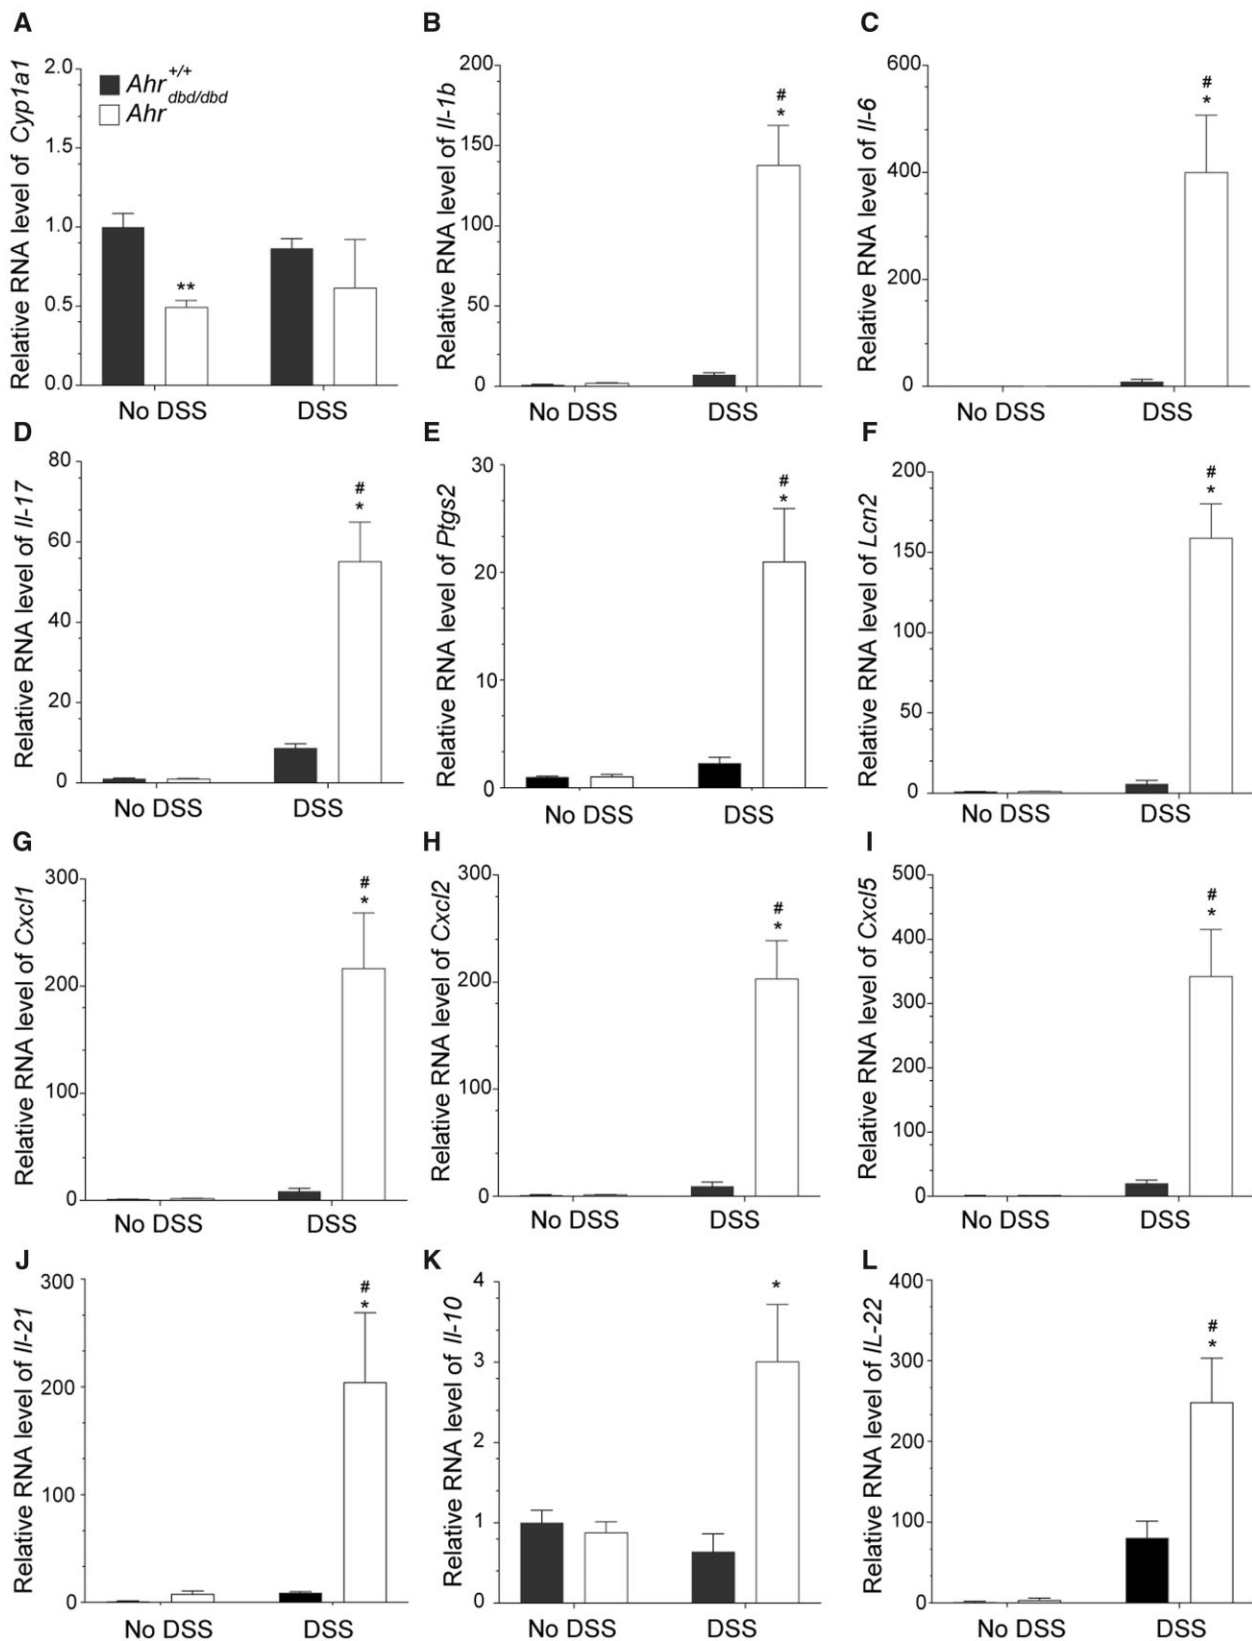 A
Relative RNA level of Cyp1a1
2.0
1.5
1.0
0.5
0.0
Ahr+/+
Ahrdbd/dbd
**
No DSS
DSS
B
Relative RNA level of Il-1b
200
150
100
50
0
#
*
No DSS
DSS
C
Relative RNA level of Il-6
600
400
200
0
#
*
No DSS
DSS
D
Relative RNA level of Il-17
80
60
40
20
0
#
*
No DSS
DSS
E
Relative RNA level of Ptgs2
30
20
10
0
#
*
No DSS
DSS
F
Relative RNA level of Lcn2
200
150
100
50
0
#
*
No DSS
DSS
G
Relative RNA level of Cxcl1
300
200
100
0
#
*
No DSS
DSS
H
Relative RNA level of Cxcl2
300
200
100
0
#
*
No DSS
DSS
I
Relative RNA level of Cxcl5
500
400
300
200
100
0
#
*
No DSS
DSS
J
Relative RNA level of Il-21
300
200
100
0
#
*
No DSS
DSS
K
Relative RNA level of Il-10
4
3
2
1
0
*
No DSS
DSS
L
Relative RNA level of IL-22
400
300
200
100
0
#
*
No DSS
DSS